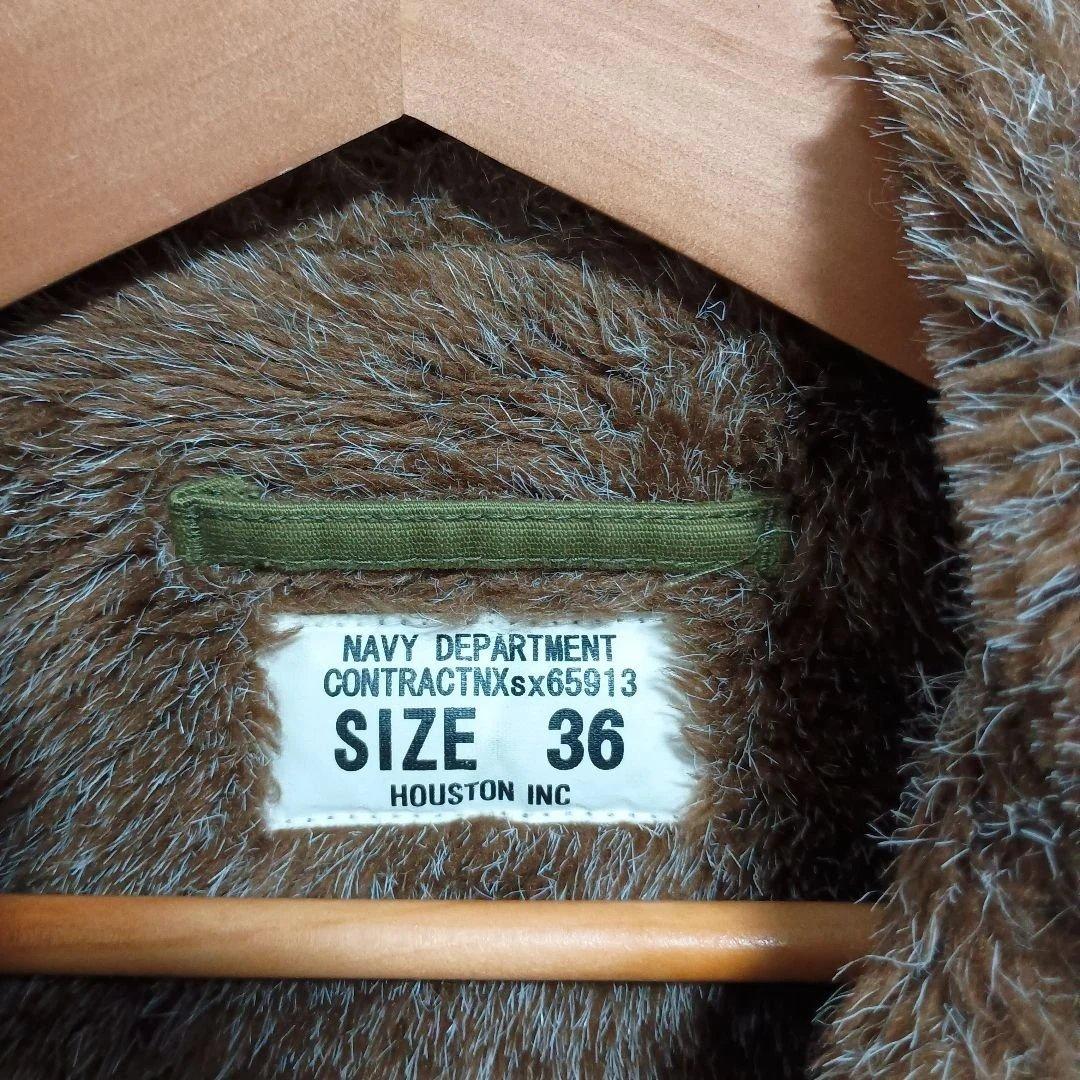 NAVY DEPARTMENT
CONTRACTNXsx65913
SIZE 36
HOUSTON INC